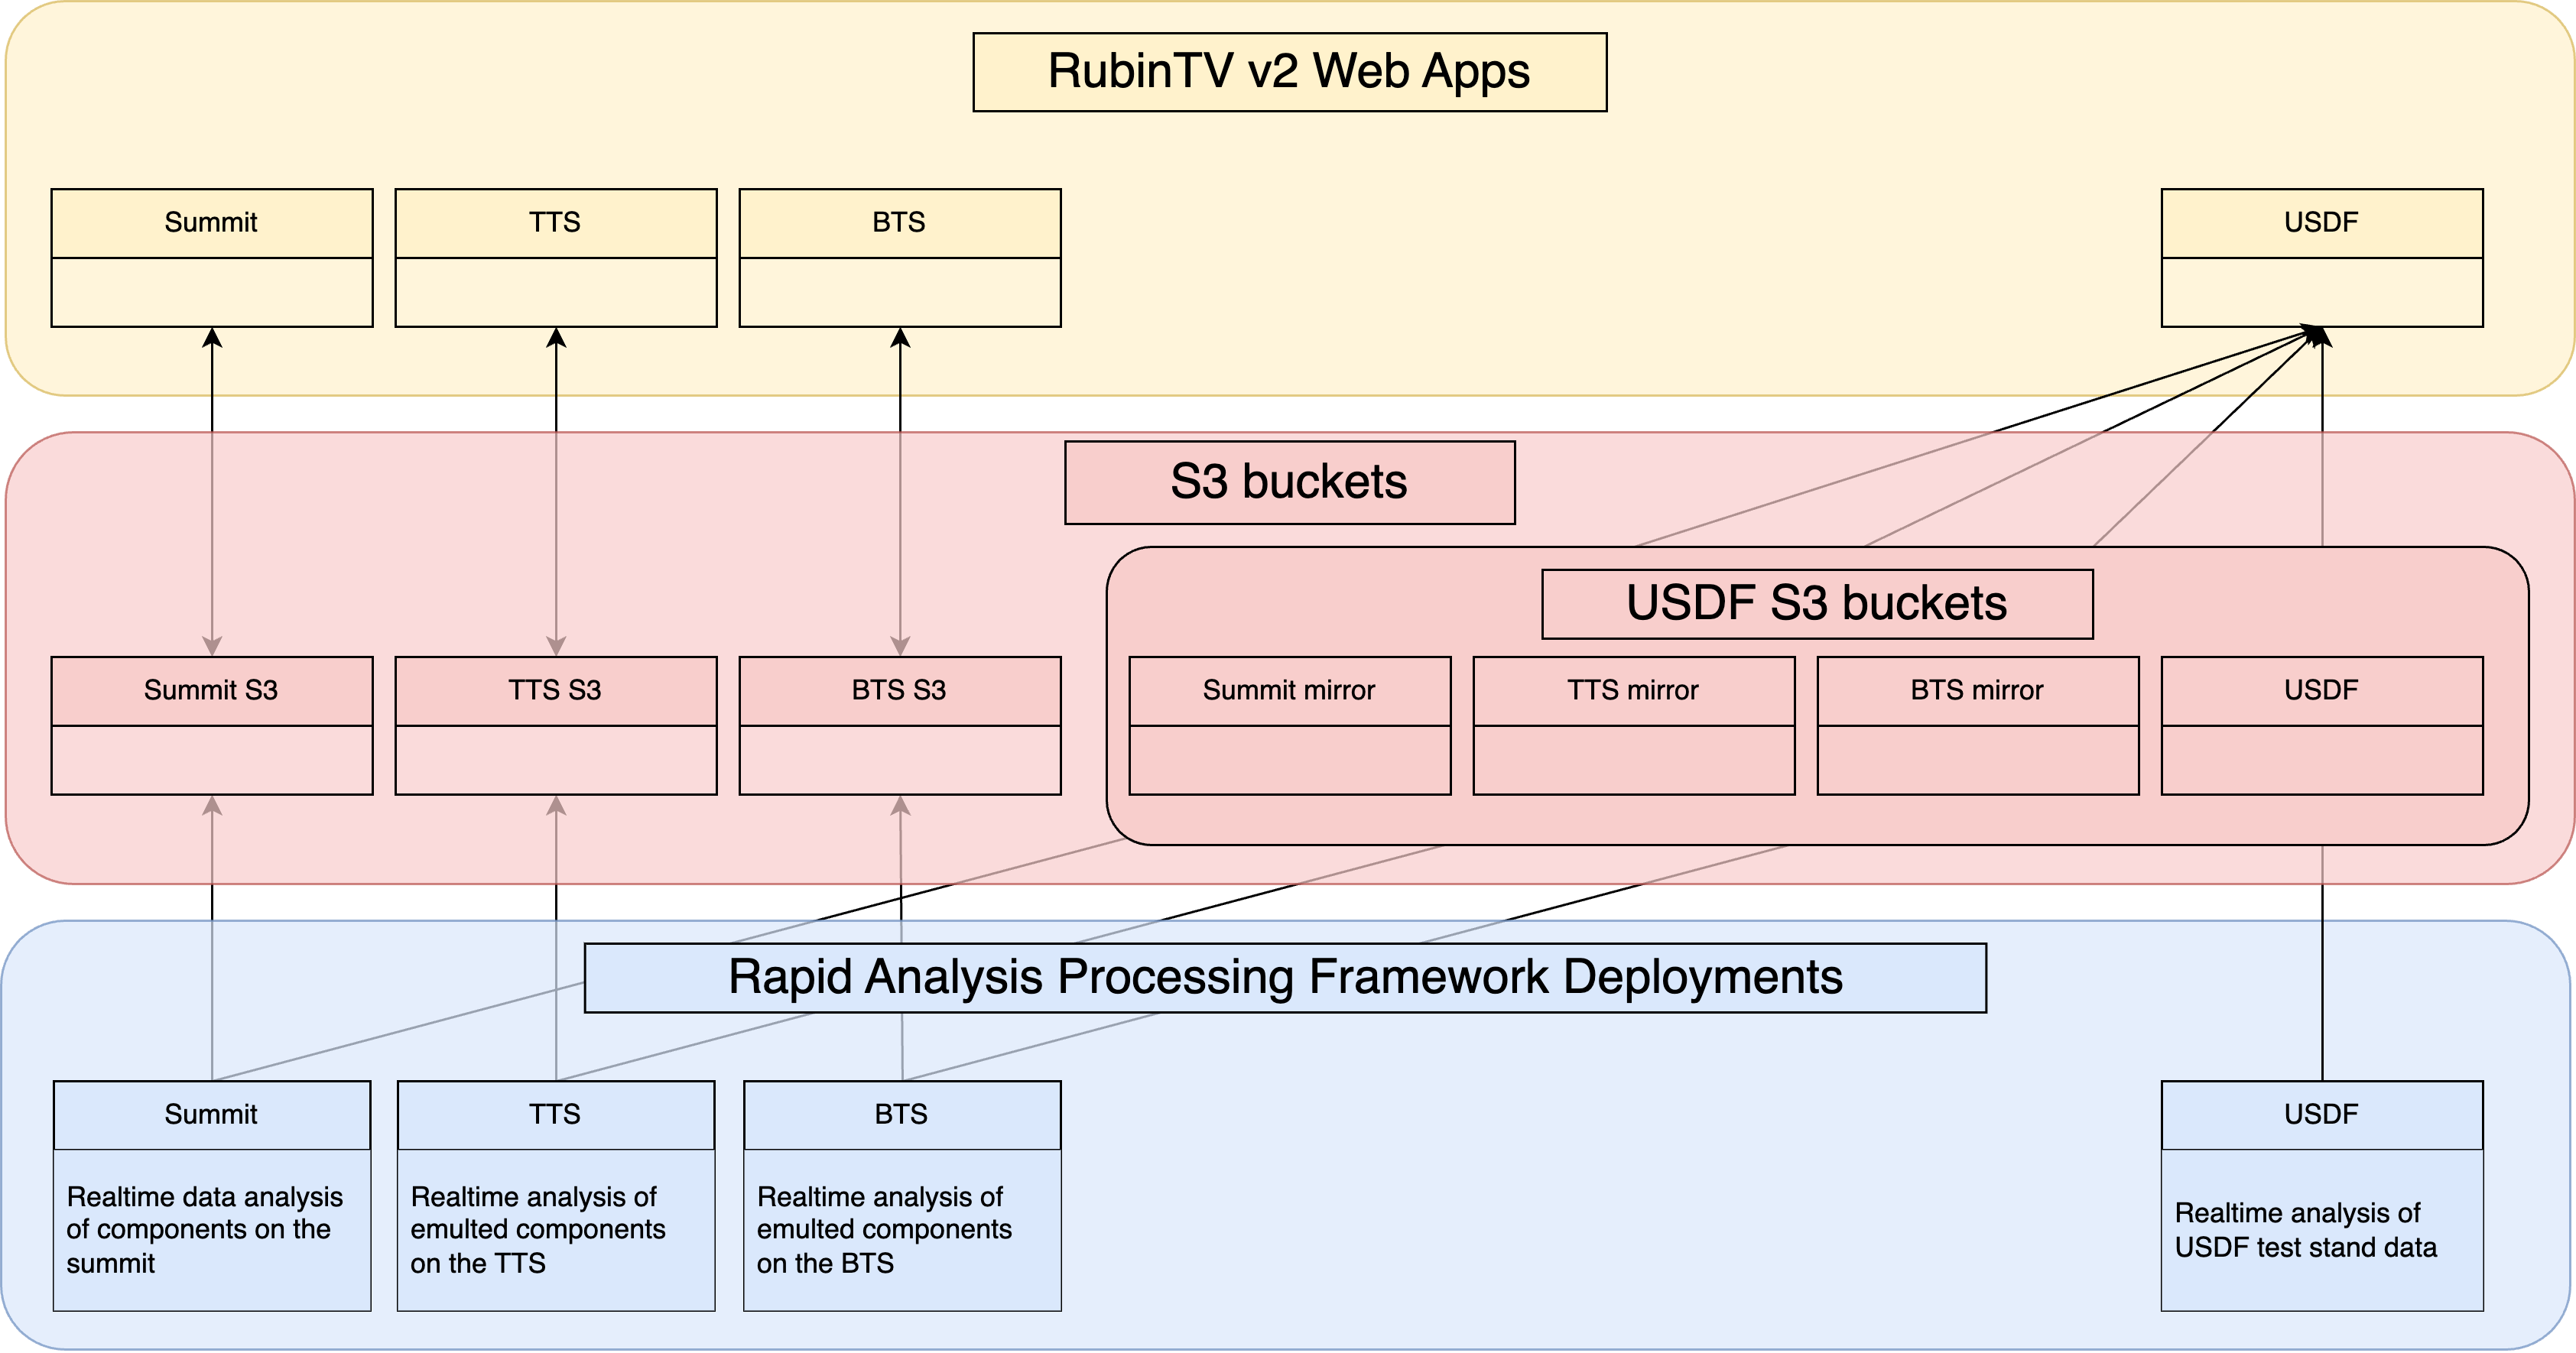 RubinTV v2 Web Apps
Summit
TTS
BTS
USDF
S3 buckets
USDF S3 buckets
Summit S3
TTS S3
BTS S3
Summit mirror
TTS mirror
BTS mirror
USDF
Rapid Analysis Processing Framework Deployments
Summit
Realtime data analysis
of components on the
summit
TTS
Realtime analysis of
emulted components
on the TTS
BTS
Realtime analysis of
emulted components
on the BTS
USDF
Realtime analysis of
USDF test stand data